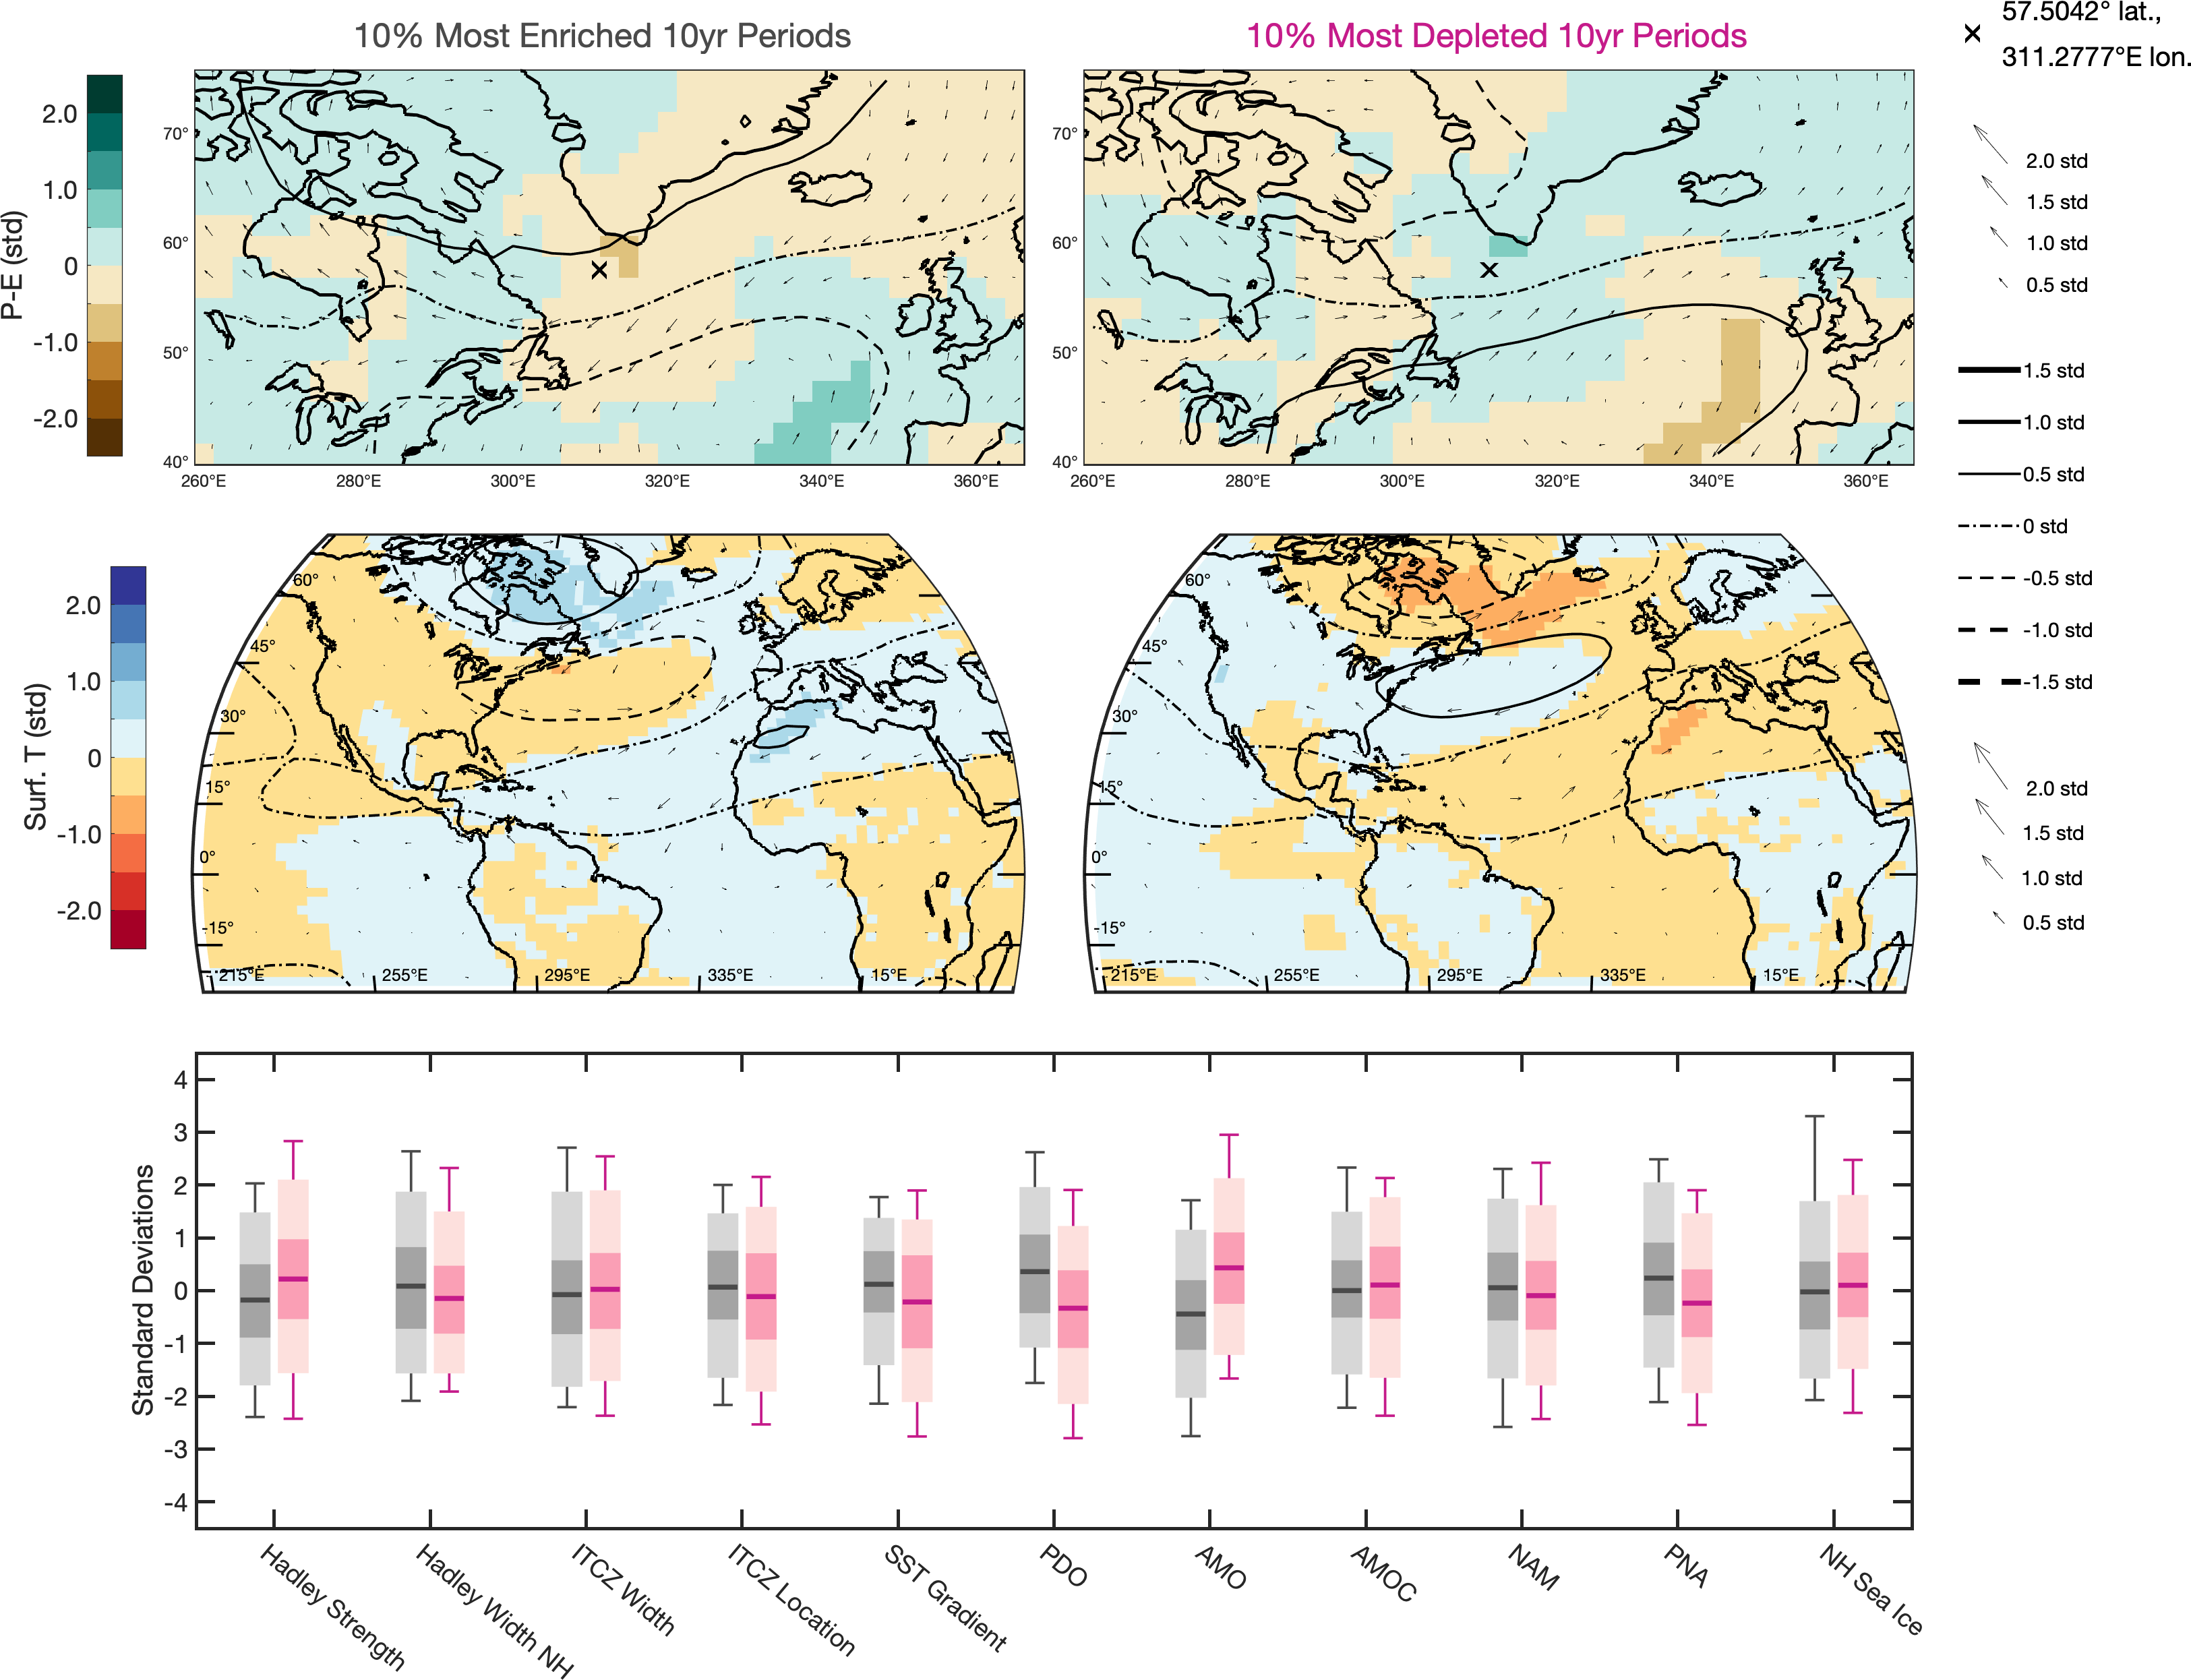 10% Most Enriched 10yr Periods
10% Most Depleted 10yr Periods
57.5042° lat.,
311.2777°E lon.
P-E (std)
2.0
1.0
0
-1.0
-2.0
70°
60°
50°
40°
260°E 280°E 300°E 320°E 340°E 360°E
70°
60°
50°
40°
260°E 280°E 300°E 320°E 340°E 360°E
2.0 std
1.5 std
1.0 std
0.5 std
1.5 std
1.0 std
0.5 std
0 std
-0.5 std
-1.0 std
-1.5 std
Surf. T (std)
2.0
1.0
0
-1.0
-2.0
60°
45°
30°
15°
0°
-15°
215°E 255°E 295°E 335°E 15°E
60°
45°
30°
15°
0°
-15°
215°E 255°E 295°E 335°E 15°E
2.0 std
1.5 std
1.0 std
0.5 std
Standard Deviations
4
3
2
1
0
-1
-2
-3
-4
Hadley Strength
Hadley Width NH
ITCZ Width
ITCZ Location
SST Gradient
PDO
AMO
AMOC
NAM
PNA
NH Sea Ice